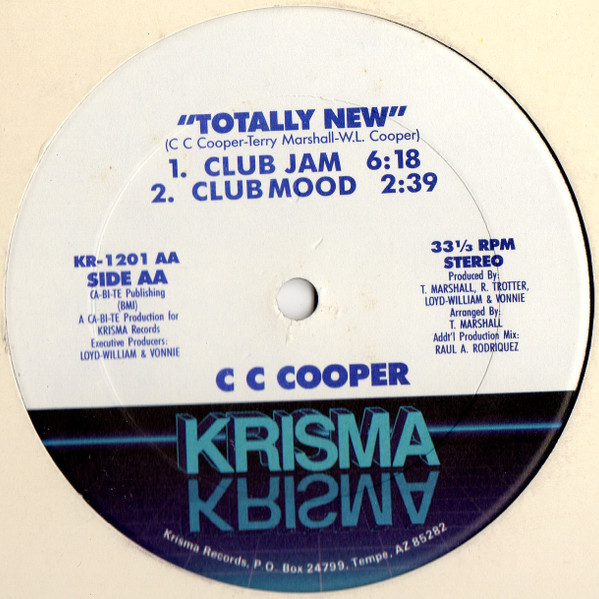 "TOTALLY NEW"
(C C Cooper-Terry Marshall-W.L. Cooper)
1. CLUB JAM 6:18
2. CLUB MOOD 2:39
KR-1201 AA
SIDE AA
CA-BI-TE Publishing
(BMI)
A CA-BI-TE Production for
KRISMA Records
Executive Producers:
LOYD-WILLIAM & VONNIE
33⅓ RPM
STEREO
Produced By:
T. MARSHALL, R. TROTTER,
LOYD-WILLIAM & VONNIE
Arranged By:
T. MARSHALL
Addt'l Production Mix:
RAUL A. RODRIQUEZ
C C COOPER
KRISMA
KRISMA
Krisma Records, P O. Box 24799, Tempe, AZ 85282